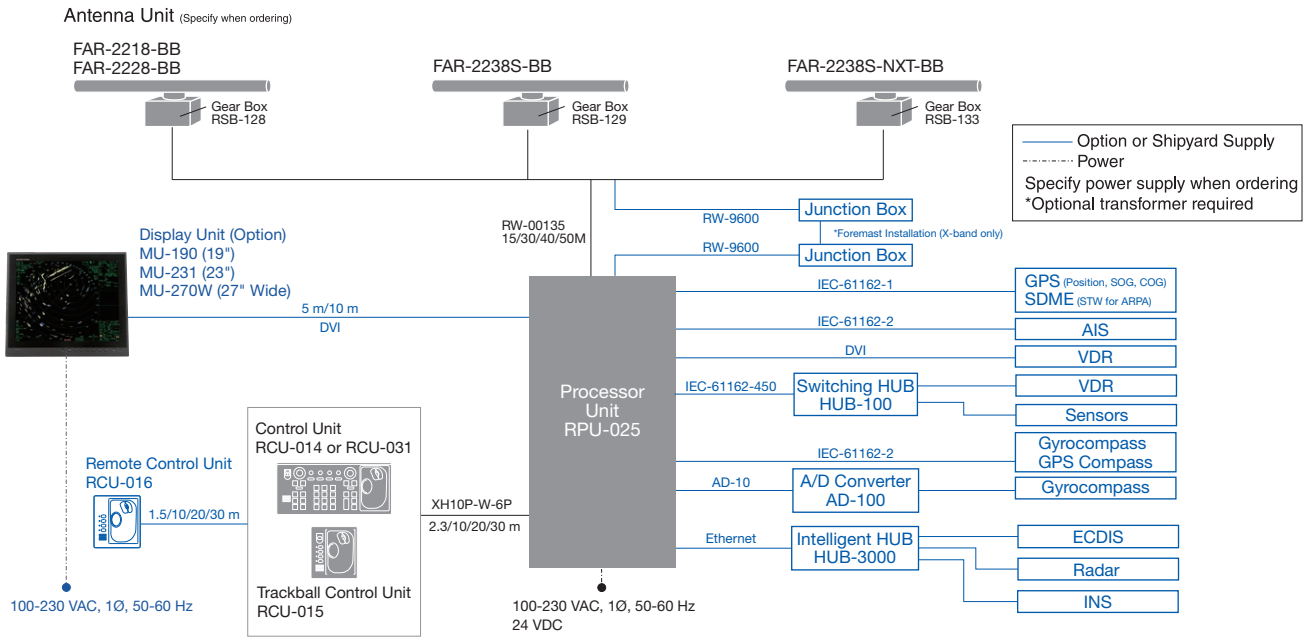 Antenna Unit (Specify when ordering)
FAR-2218-BB
FAR-2228-BB
FAR-2238S-BB
FAR-2238S-NXT-BB
Gear Box
RSB-128
Gear Box
RSB-129
Gear Box
RSB-133
Option or Shipyard Supply
Power
Specify power supply when ordering
*Optional transformer required
RW-00135
15/30/40/50M
RW-9600
Junction Box
*Foremast Installation (X-band only)
RW-9600
Junction Box
Display Unit (Option)
MU-190 (19")
MU-231 (23")
MU-270W (27" Wide)
5 m/10 m
DVI
Processor
Unit
RPU-025
IEC-61162-1
GPS (Position, SOG, COG)
SDME (STW for ARPA)
IEC-61162-2
AIS
DVI
VDR
IEC-61162-450
Switching HUB
HUB-100
VDR
Sensors
IEC-61162-2
Gyrocompass
GPS Compass
AD-10
A/D Converter
AD-100
Gyrocompass
Ethernet
Intelligent HUB
HUB-3000
ECDIS
Radar
INS
Control Unit
RCU-014 or RCU-031
Remote Control Unit
RCU-016
1.5/10/20/30 m
XH10P-W-6P
2.3/10/20/30 m
Trackball Control Unit
RCU-015
100-230 VAC, 1Ø, 50-60 Hz
100-230 VAC, 1Ø, 50-60 Hz
24 VDC